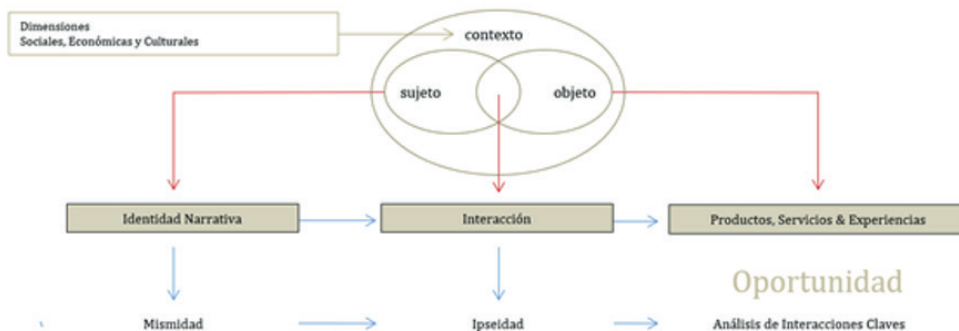 Dimensiones
Sociales, Económicas y Culturales
contexto
sujeto
objeto
Identidad Narrativa
Interacción
Productos, Servicios & Experiencias
Oportunidad
Mismidad
Ipseidad
Análisis de Interacciones Claves